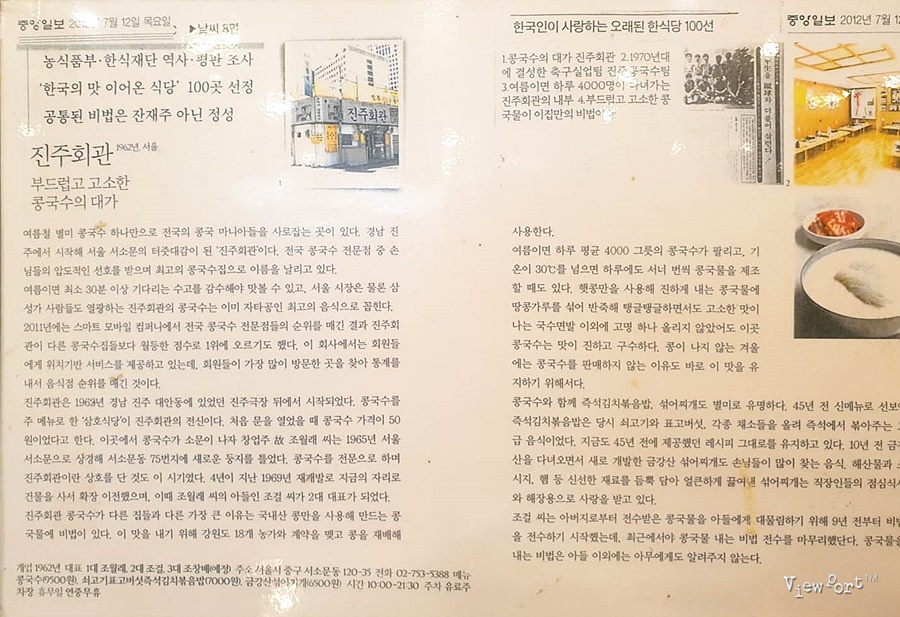 중앙일보 2012년 7월 12일 목요일
▶날씨 8면
농식품부·한식재단 역사·평판 조사
'한국의 맛 이어온 식당' 100곳 선정
공통된 비법은 잔재주 아닌 정성
진주회관 1962년, 서울
부드럽고 고소한
콩국수의 대가
진주회관
1
여름철 별미 콩국수 하나만으로 전국의 콩국 마니아들을 사로잡는 곳이 있다. 경남 진
주에서 시작해 서울 서소문의 터줏대감이 된 '진주회관'이다. 전국 콩국수 전문점 중 손
님들의 압도적인 선호를 받으며 최고의 콩국수집으로 이름을 날리고 있다.
여름이면 최소 30분 이상 기다리는 수고를 감수해야 맛볼 수 있고, 서울 시장은 물론 삼
성가 사람들도 열광하는 진주회관의 콩국수는 이미 자타공인 최고의 음식으로 꼽힌다.
2011년에는 스마트 모바일 컴퍼니에서 전국 콩국수 전문점들의 순위를 매긴 결과 진주회
관이 다른 콩국수집들보다 월등한 점수로 1위에 오르기도 했다. 이 회사에서는 회원들
에게 위치기반 서비스를 제공하고 있는데, 회원들이 가장 많이 방문한 곳을 찾아 통계를
내서 음식점 순위를 매긴 것이다.
진주회관은 1962년 경남 진주 대안동에 있었던 진주극장 뒤에서 시작되었다. 콩국수를
주 메뉴로 한 '삼호식당'이 진주회관의 전신이다. 처음 문을 열었을 때 콩국수 가격이 50
원이었다고 한다. 이곳에서 콩국수가 소문이 나자 창업주 故 조월래 씨는 1965년 서울
서소문으로 상경해 서소문동 75번지에 새로운 둥지를 틀었다. 콩국수를 전문으로 하며
진주회관이란 상호를 단 것도 이 시기였다. 4년이 지난 1969년 재개발로 지금의 자리로
건물을 사서 확장 이전했으며, 이때 조월래 씨의 아들인 조걸 씨가 2대 대표가 되었다.
진주회관 콩국수가 다른 집들과 다른 가장 큰 이유는 국내산 콩만을 사용해 만드는 콩
국물에 비법이 있다. 이 맛을 내기 위해 강원도 18개 농가와 계약을 맺고 콩을 재배해
개업 1962년 대표 1대 조월래, 2대 조걸, 3대 조창배(예정) 주소 서울시 중구 서소문동 120-35 전화 02-753-5388 메뉴
콩국수(9500원), 쇠고기표고버섯즉석김치볶음밥(7000원), 금강산섞어찌개(6500원) 시간 10:00~21:30 주차 유료주
차장 휴무일 연중무휴
한국인이 사랑하는 오래된 한식당 100선
중앙일보 2012년 7월 12
1.콩국수의 대가 진주회관 2.1970년대
에 결성한 축구실업팀 진주콩국수팀
3.여름이면 하루 4000명이 다녀가는
진주회관의 내부 4.부드럽고 고소한 콩
국물이 이집만의 비법이다
2
사용한다.
여름이면 하루 평균 4000 그릇의 콩국수가 팔리고, 기
온이 30℃를 넘으면 하루에도 서너 번씩 콩국물을 제조
할 때도 있다. 햇콩만을 사용해 진하게 내는 콩국물에
땅콩가루를 섞어 반죽해 탱글탱글하면서도 고소한 맛이
나는 국수면발 이외에 고명 하나 올리지 않았어도 이곳
콩국수는 맛이 진하고 구수하다. 콩이 나지 않는 겨울
에는 콩국수를 판매하지 않는 이유도 바로 이 맛을 유
지하기 위해서다.
콩국수와 함께 즉석김치볶음밥, 섞어찌개도 별미로 유명하다. 45년 전 신메뉴로 선보
즉석김치볶음밥은 당시 쇠고기와 표고버섯, 각종 채소들을 올려 즉석에서 볶아주는
급 음식이었다. 지금도 45년 전에 제공했던 레시피 그대로를 유지하고 있다. 10년 전 금
산을 다녀오면서 새로 개발한 금강산 섞어찌개도 손님들이 많이 찾는 음식. 해산물과
시지, 햄 등 신선한 재료를 듬뿍 담아 얼큰하게 끓여낸 섞어찌개는 직장인들의 점심식
와 해장용으로 사랑을 받고 있다.
조걸 씨는 아버지로부터 전수받은 콩국물을 아들에게 대물림하기 위해 9년 전부터 비
을 전수하기 시작했는데, 최근에서야 콩국물 내는 비법 전수를 마무리했단다. 콩국물을
내는 비법은 아들 이외에는 아무에게도 알려주지 않는다.
ViewPort™